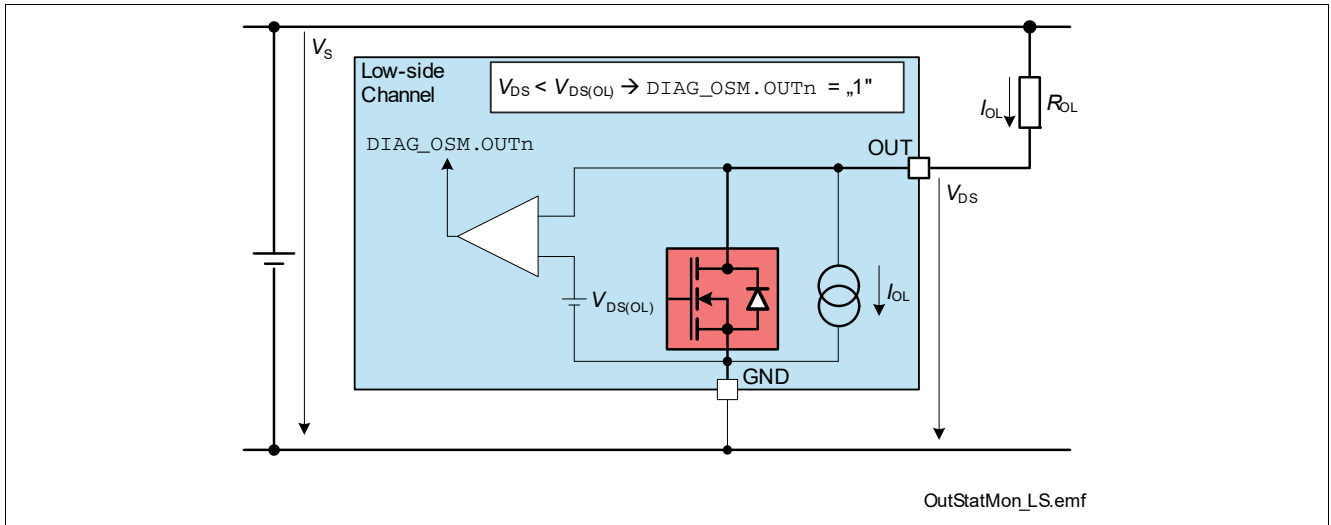 VS
Low-side
Channel
VDS < VDS(OL) → DIAG_OSM.OUTn = „1"
IOL
ROL
DIAG_OSM.OUTn
OUT
VDS
VDS(OL)
IOL
GND
OutStatMon_LS.emf